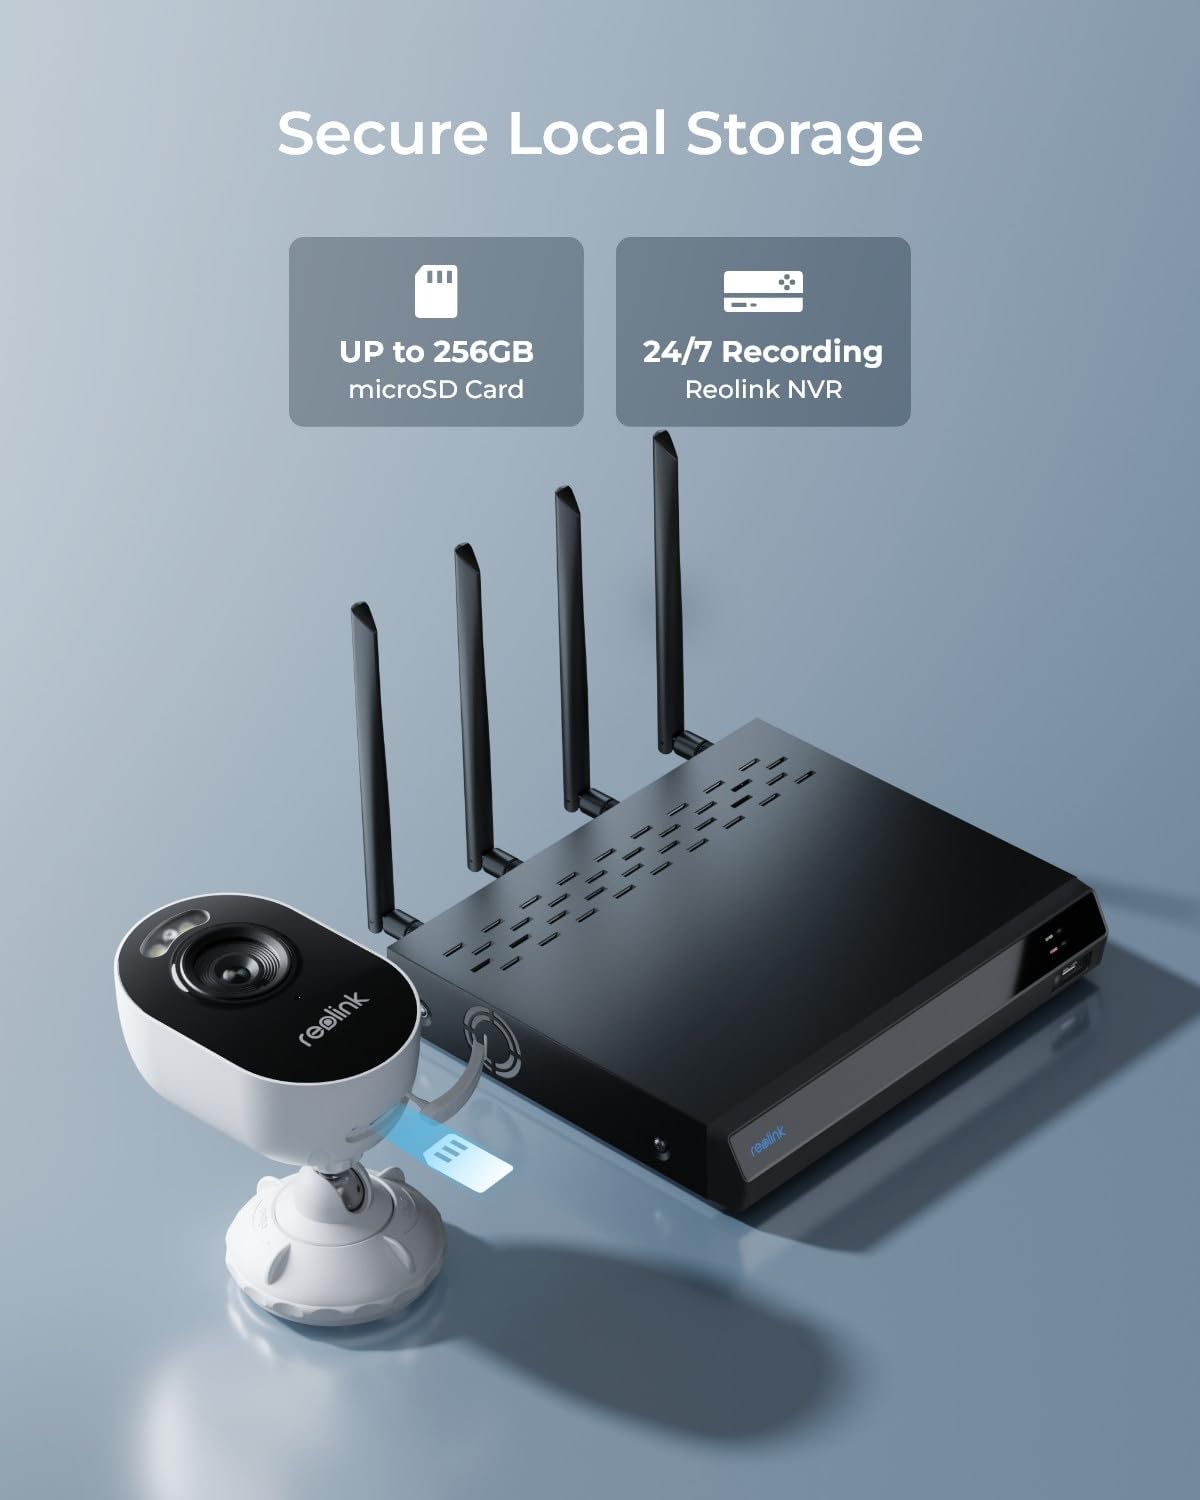 Secure Local Storage
UP to 256GB
microSD Card
24/7 Recording
Reolink NVR
reolink
reolink